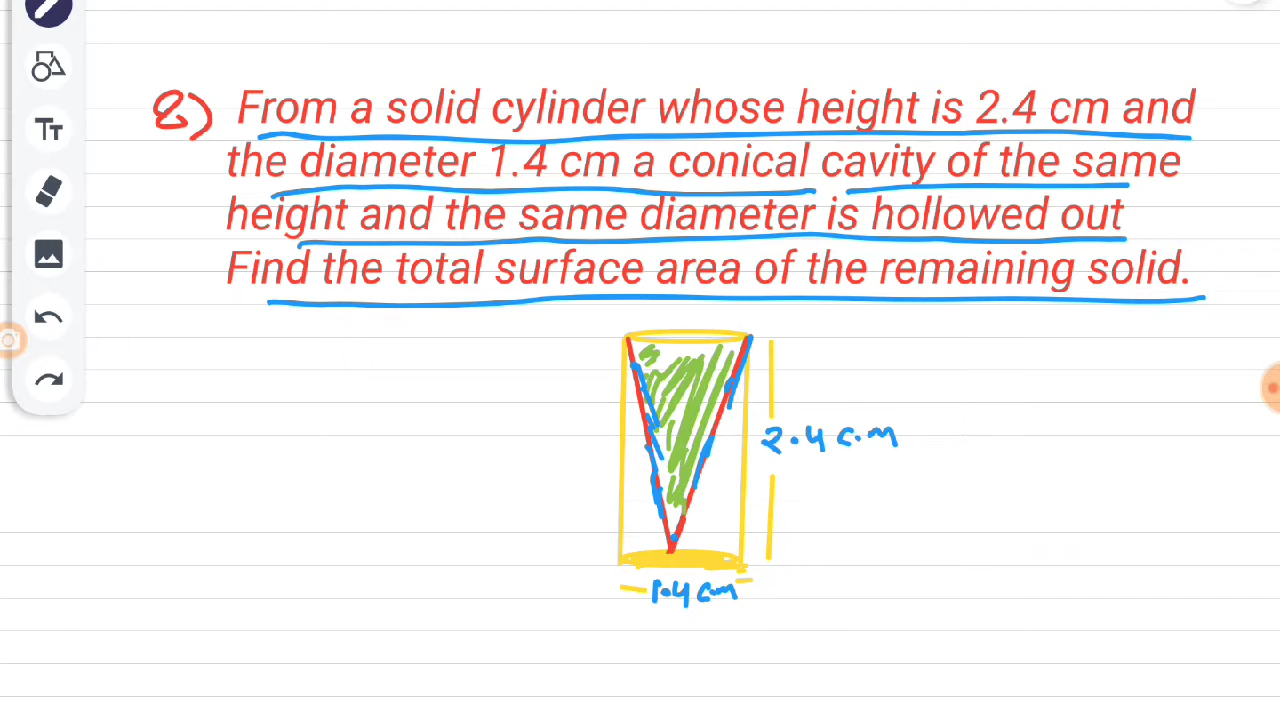 8) From a solid cylinder whose height is 2.4 cm and
the diameter 1.4 cm a conical cavity of the same
height and the same diameter is hollowed out
Find the total surface area of the remaining solid.
2.4 c.m
1.4 cm
TT